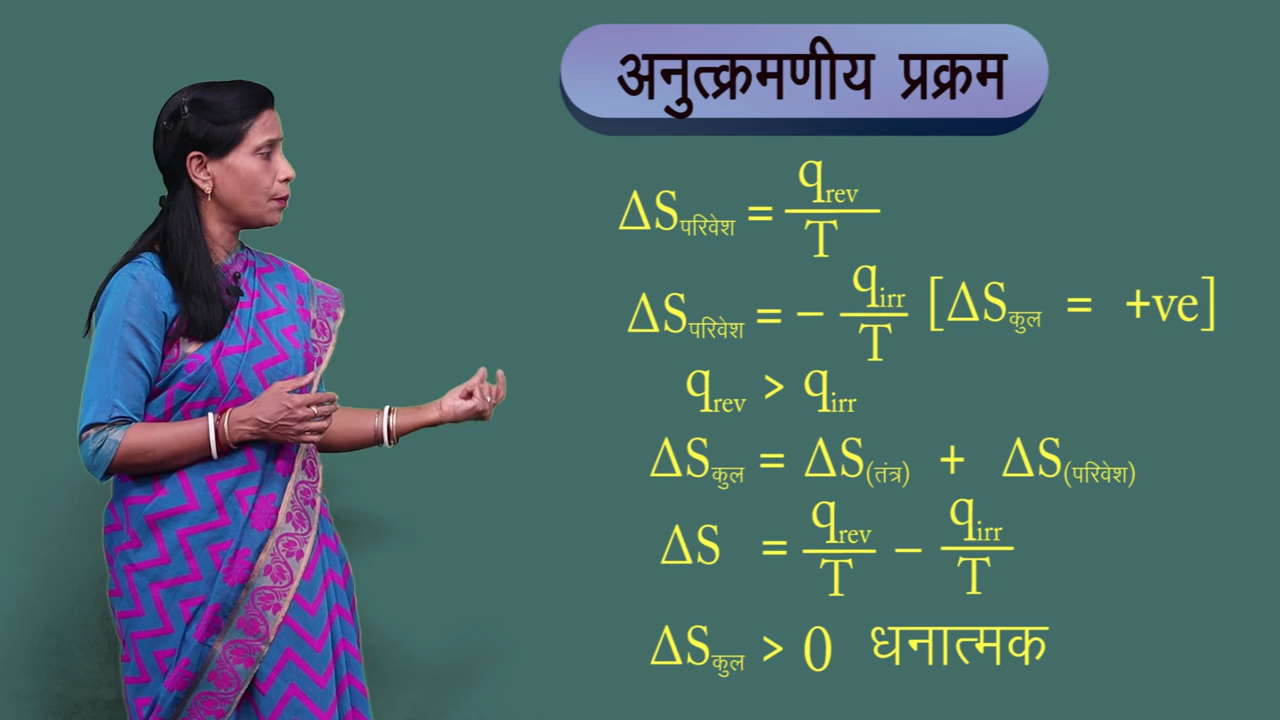 अनुत्क्रमणीय प्रक्रम
ΔSपरिवेश = qrev/T
ΔSपरिवेश = − qirr/T [ΔSकुल = +ve]
qrev > qirr
ΔSकुल = ΔS(तंत्र) + ΔS(परिवेश)
ΔS = qrev/T − qirr/T
ΔSकुल > 0 धनात्मक